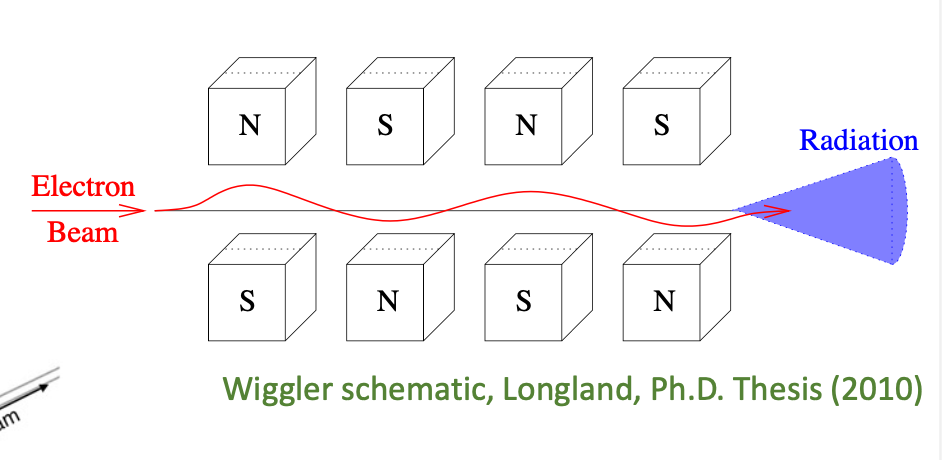 N S N S
Radiation
Electron
Beam
S N S N
Wiggler schematic, Longland, Ph.D. Thesis (2010)